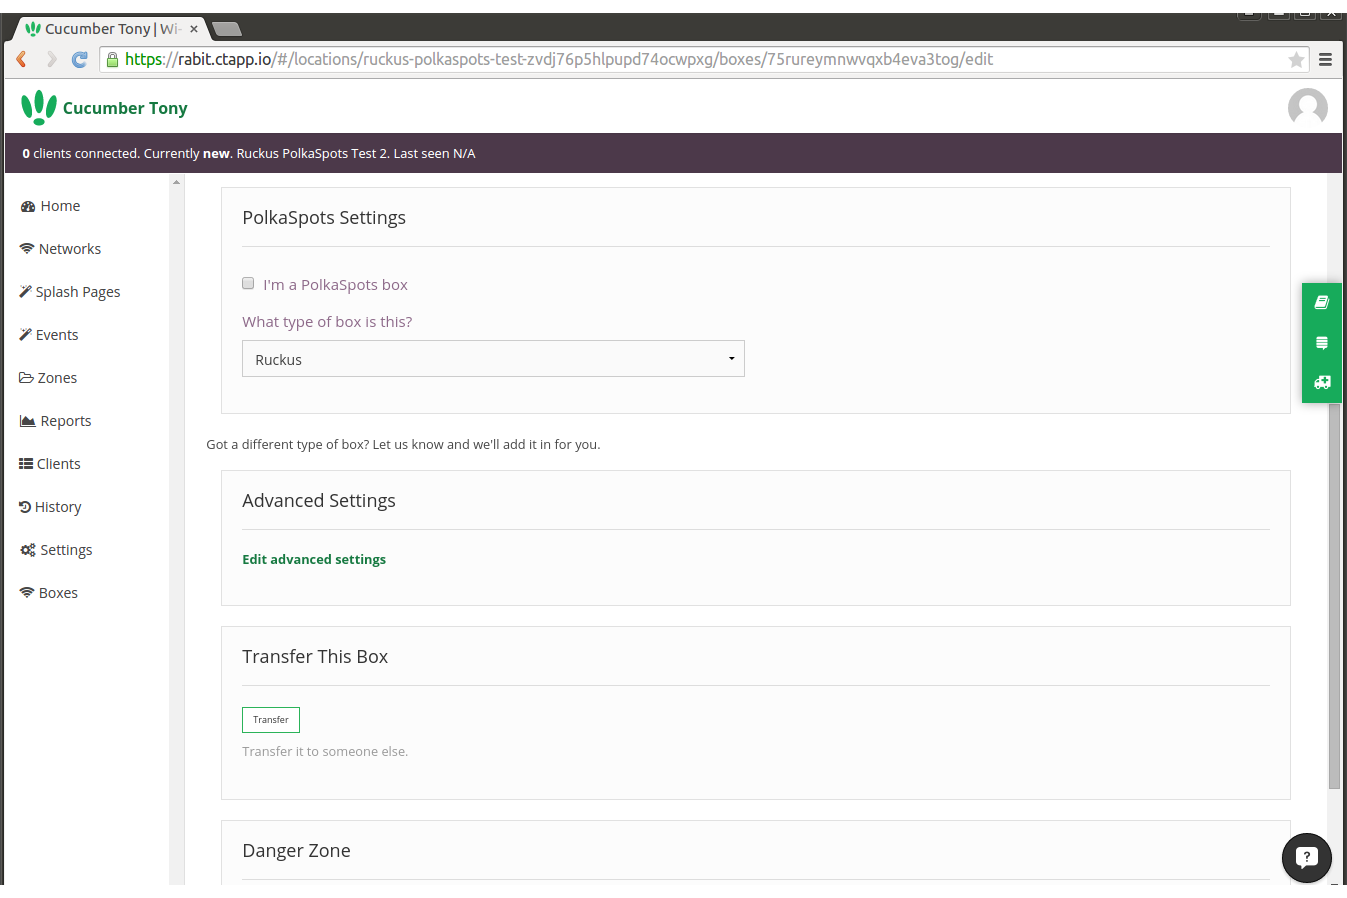 Cucumber Tony | Wi-
https://rabit.ctapp.io/#/locations/ruckus-polkaspots-test-zvdj76p5hlpupd74ocwpxg/boxes/75rureymnwvqxb4eva3tog/edit
Cucumber Tony
0 clients connected. Currently new. Ruckus PolkaSpots Test 2. Last seen N/A
Home
Networks
Splash Pages
Events
Zones
Reports
Clients
History
Settings
Boxes
PolkaSpots Settings
I'm a PolkaSpots box
What type of box is this?
Ruckus
Got a different type of box? Let us know and we'll add it in for you.
Advanced Settings
Edit advanced settings
Transfer This Box
Transfer
Transfer it to someone else.
Danger Zone